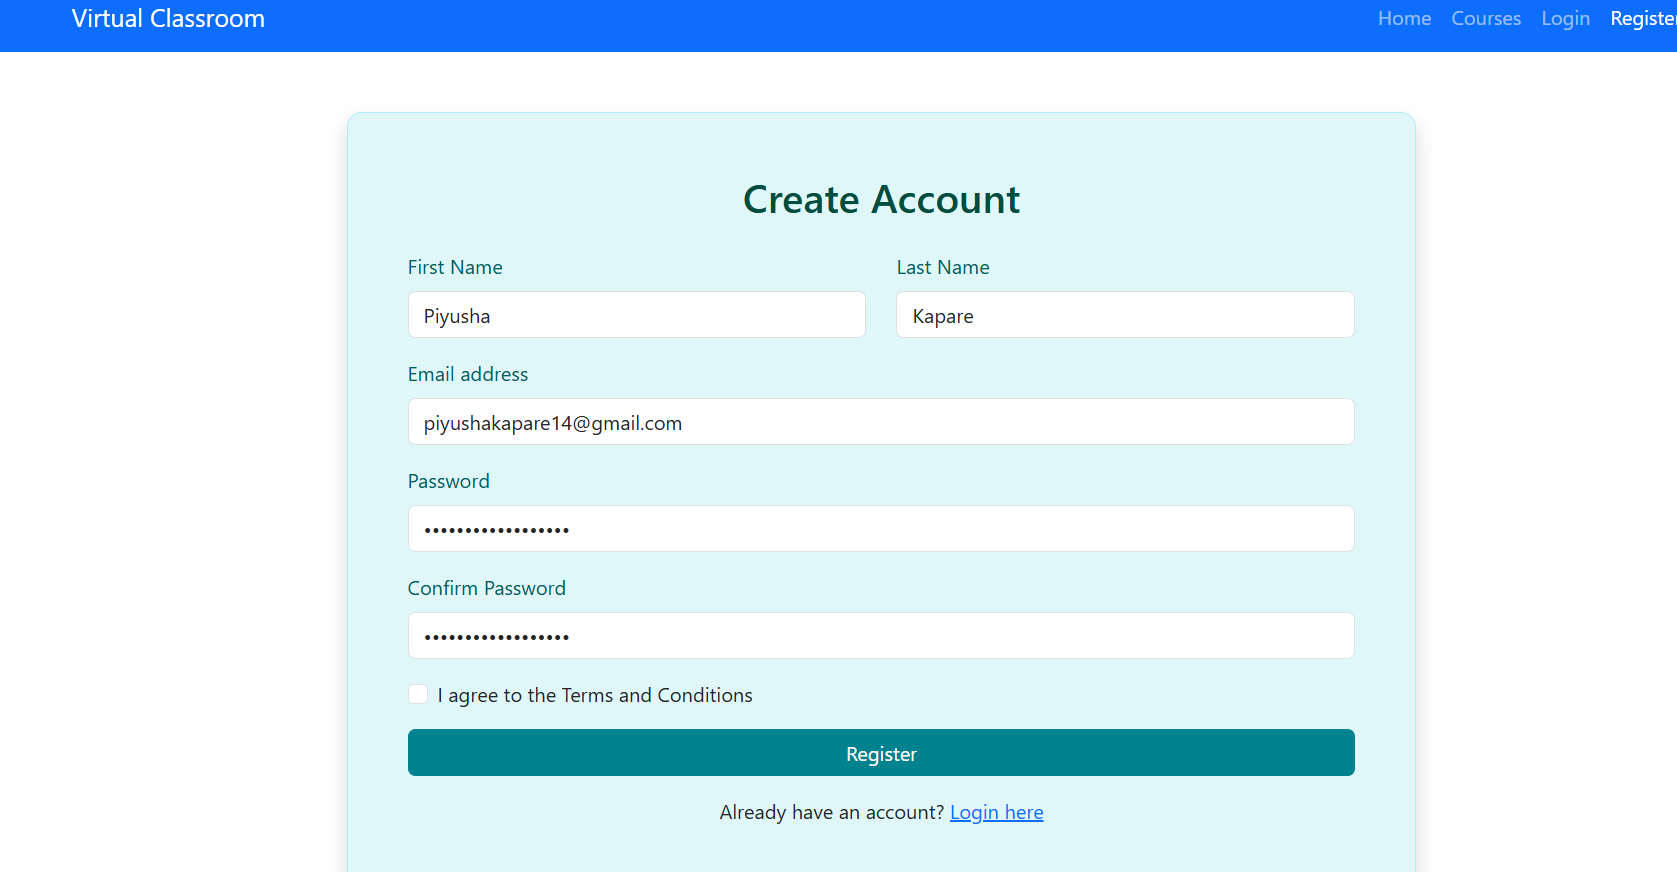 Virtual Classroom Home Courses Login Register
Create Account
First Name Last Name
Piyusha Kapare
Email address
piyushakapare14@gmail.com
Password
••••••••••••••••••
Confirm Password
••••••••••••••••••
I agree to the Terms and Conditions
Register
Already have an account? Login here